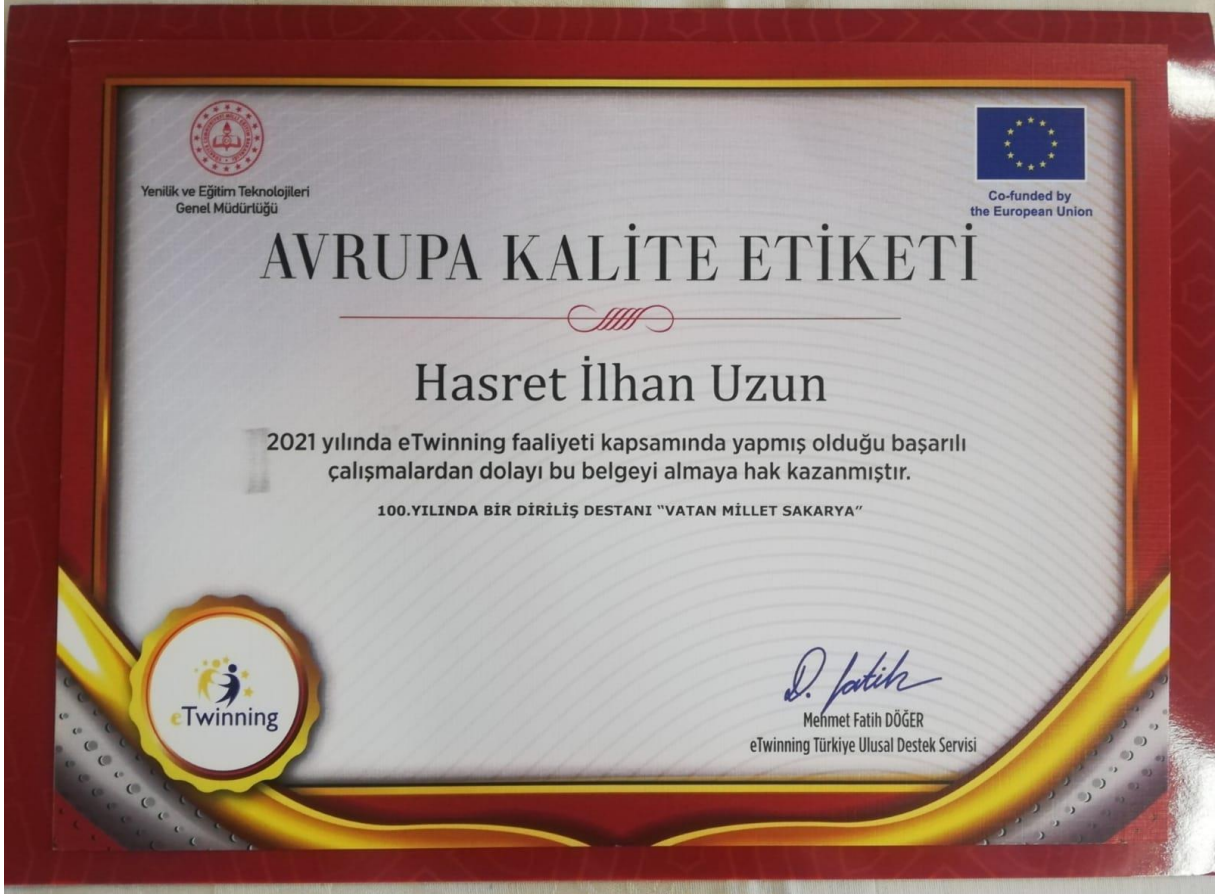 Yenilik ve Eğitim Teknolojileri
Genel Müdürlüğü
Co-funded by
the European Union
AVRUPA KALİTE ETİKETİ
Hasret İlhan Uzun
2021 yılında eTwinning faaliyeti kapsamında yapmış olduğu başarılı
çalışmalardan dolayı bu belgeyi almaya hak kazanmıştır.
100.YILINDA BİR DİRİLİŞ DESTANI “VATAN MİLLET SAKARYA”
eTwinning
D. fatih
Mehmet Fatih DÖĞER
eTwinning Türkiye Ulusal Destek Servisi